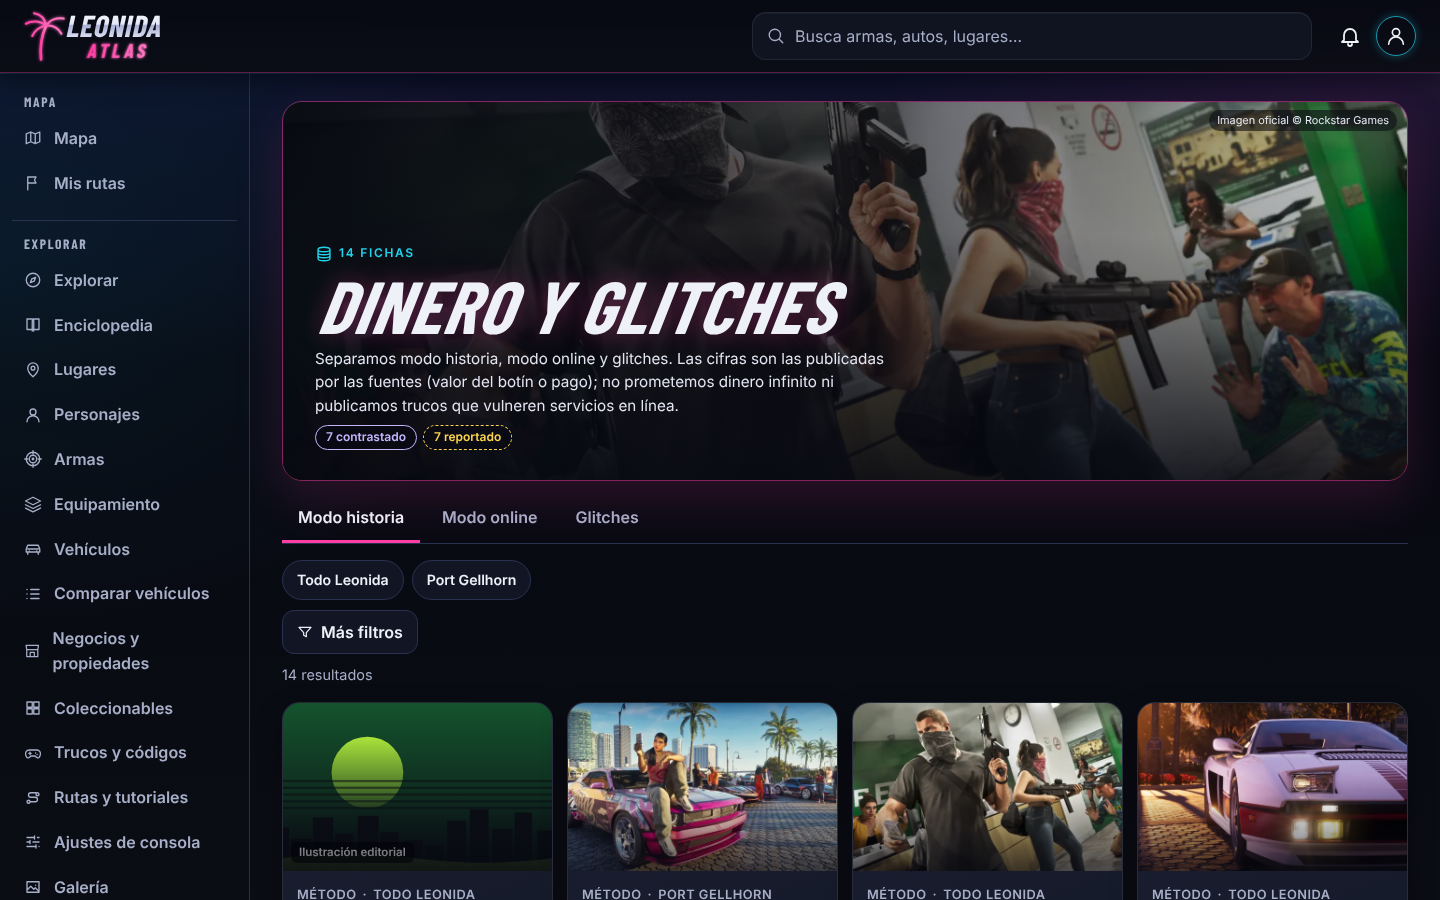 LEONIDA
ATLAS
Busca armas, autos, lugares...
MAPA
Mapa
Mis rutas
EXPLORAR
Explorar
Enciclopedia
Lugares
Personajes
Armas
Equipamiento
Vehículos
Comparar vehículos
Negocios y
propiedades
Coleccionables
Trucos y códigos
Rutas y tutoriales
Ajustes de consola
Galería
Imagen oficial © Rockstar Games
14 FICHAS
DINERO Y GLITCHES
Separamos modo historia, modo online y glitches. Las cifras son las publicadas
por las fuentes (valor del botín o pago); no prometemos dinero infinito ni
publicamos trucos que vulneren servicios en línea.
7 contrastado
7 reportado
Modo historia
Modo online
Glitches
Todo Leonida
Port Gellhorn
Más filtros
14 resultados
Ilustración editorial
MÉTODO · TODO LEONIDA
MÉTODO · PORT GELLHORN
MÉTODO · TODO LEONIDA
MÉTODO · TODO LEONIDA